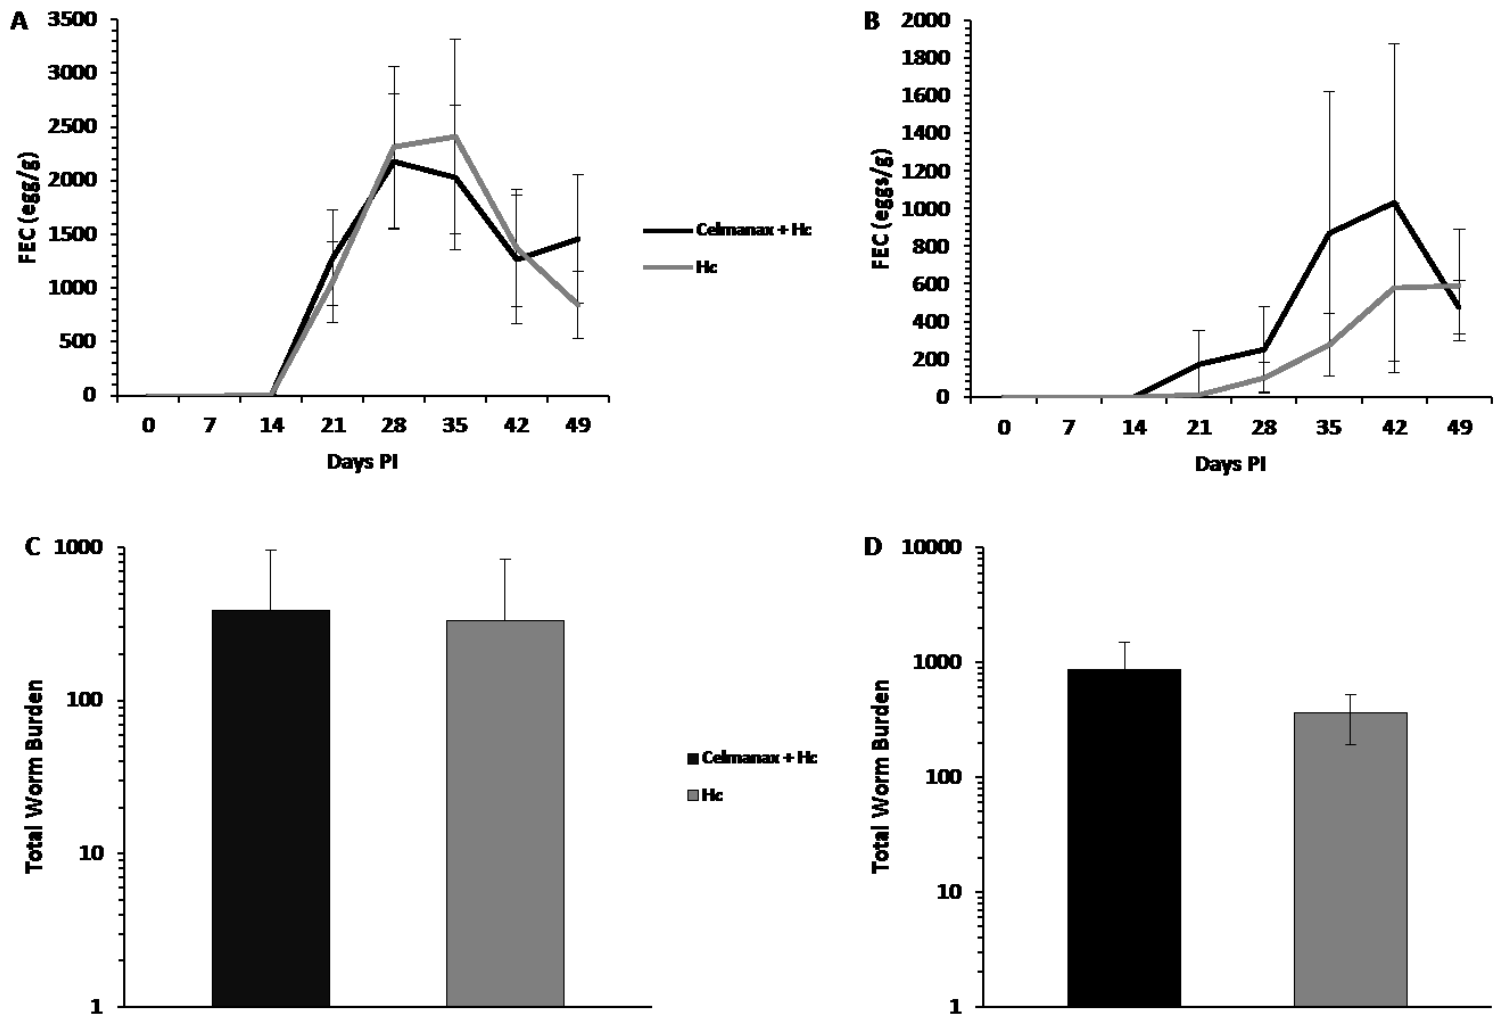 A
3500
3000
2500
2000
1500
1000
500
0
FEC (egg/g)
0 7 14 21 28 35 42 49
Days PI
Celmanax + Hc
Hc
B
2000
1800
1600
1400
1200
1000
800
600
400
200
0
FEC (eggs/g)
0 7 14 21 28 35 42 49
Days PI
C
1000
100
10
1
Total Worm Burden
Celmanax + Hc
Hc
D
10000
1000
100
10
1
Total Worm Burden